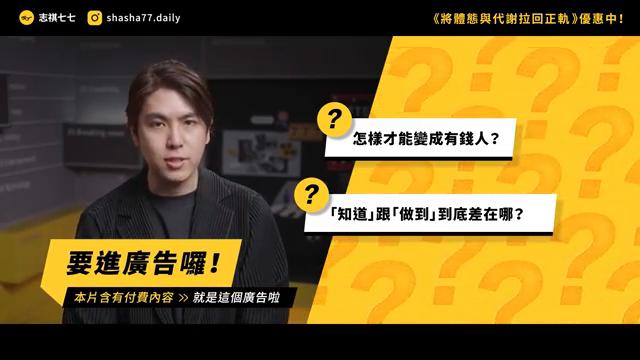 志祺七七
shasha77.daily
《將體態與代謝拉回正軌》優惠中!
?
怎樣才能變成有錢人?
?
「知道」跟「做到」到底差在哪?
要進廣告囉!
本片含有付費內容 >> 就是這個廣告啦